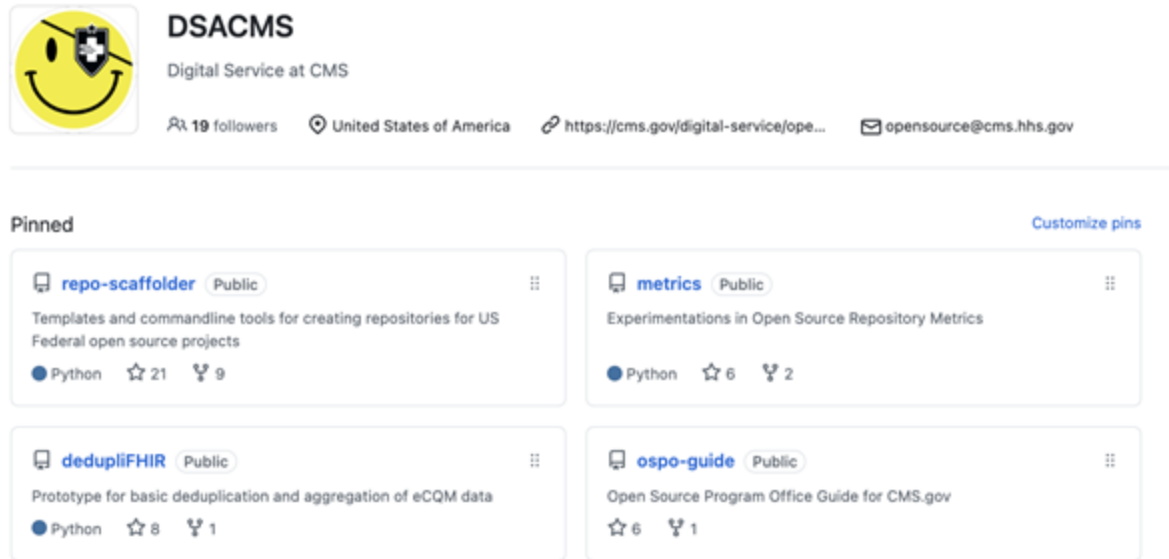 DSACMS
Digital Service at CMS
19 followers United States of America https://cms.gov/digital-service/ope... opensource@cms.hhs.gov
Pinned Customize pins
repo-scaffolder Public
Templates and commandline tools for creating repositories for US
Federal open source projects
Python 21 9
metrics Public
Experimentations in Open Source Repository Metrics
Python 6 2
dedupliFHIR Public
Prototype for basic deduplication and aggregation of eCQM data
Python 8 1
ospo-guide Public
Open Source Program Office Guide for CMS.gov
6 1